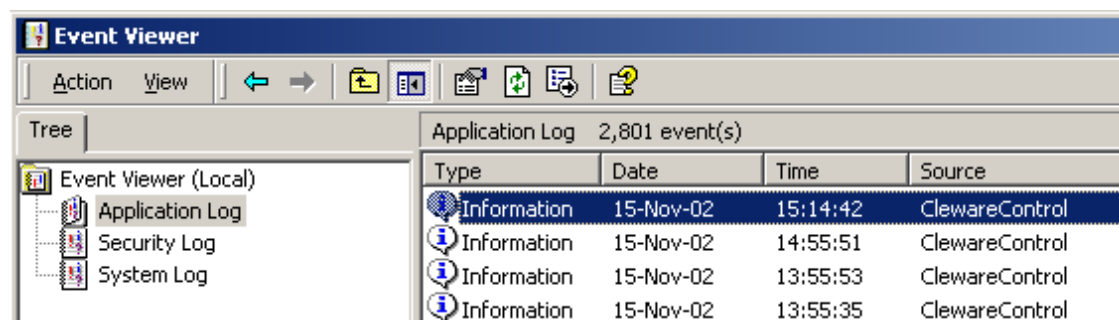 Event Viewer
Action View
Tree
Application Log 2,801 event(s)
Event Viewer (Local)
Application Log
Security Log
System Log
Type Date Time Source
Information 15-Nov-02 15:14:42 ClewareControl
Information 15-Nov-02 14:55:51 ClewareControl
Information 15-Nov-02 13:55:53 ClewareControl
Information 15-Nov-02 13:55:35 ClewareControl